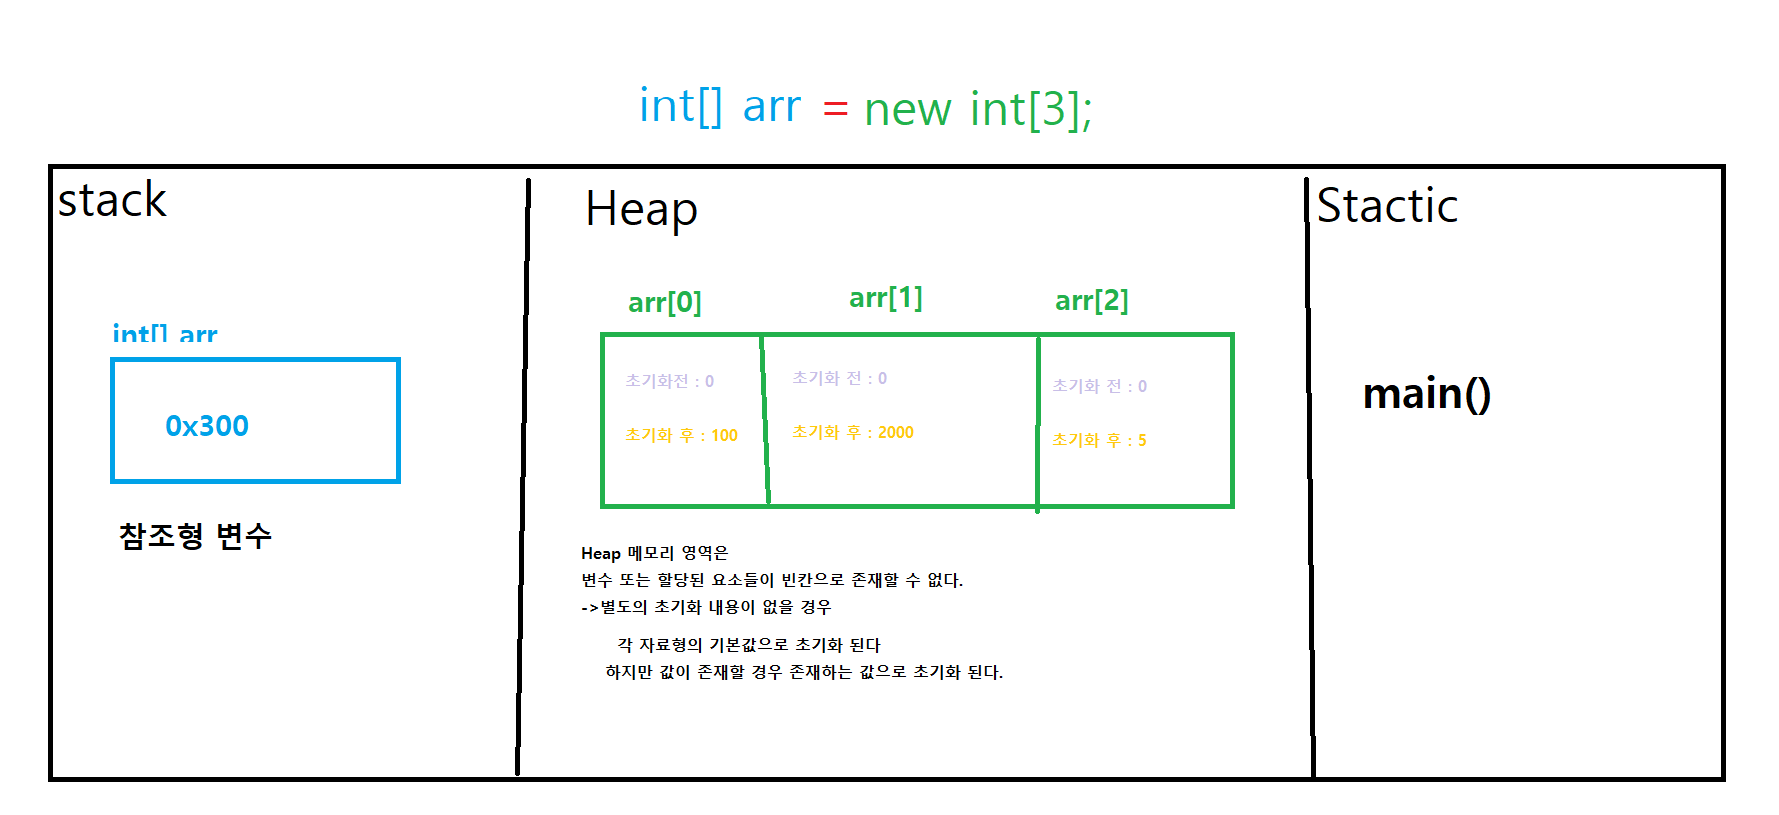 int[] arr = new int[3];
stack
Heap
Stactic
int[] arr
0x300
참조형 변수
arr[0]
arr[1]
arr[2]
초기화전 : 0
초기화 전 : 0
초기화 전 : 0
초기화 후 : 100
초기화 후 : 2000
초기화 후 : 5
Heap 메모리 영역은
변수 또는 할당된 요소들이 빈칸으로 존재할 수 없다.
->별도의 초기화 내용이 없을 경우
각 자료형의 기본값으로 초기화 된다
하지만 값이 존재할 경우 존재하는 값으로 초기화 된다.
main()